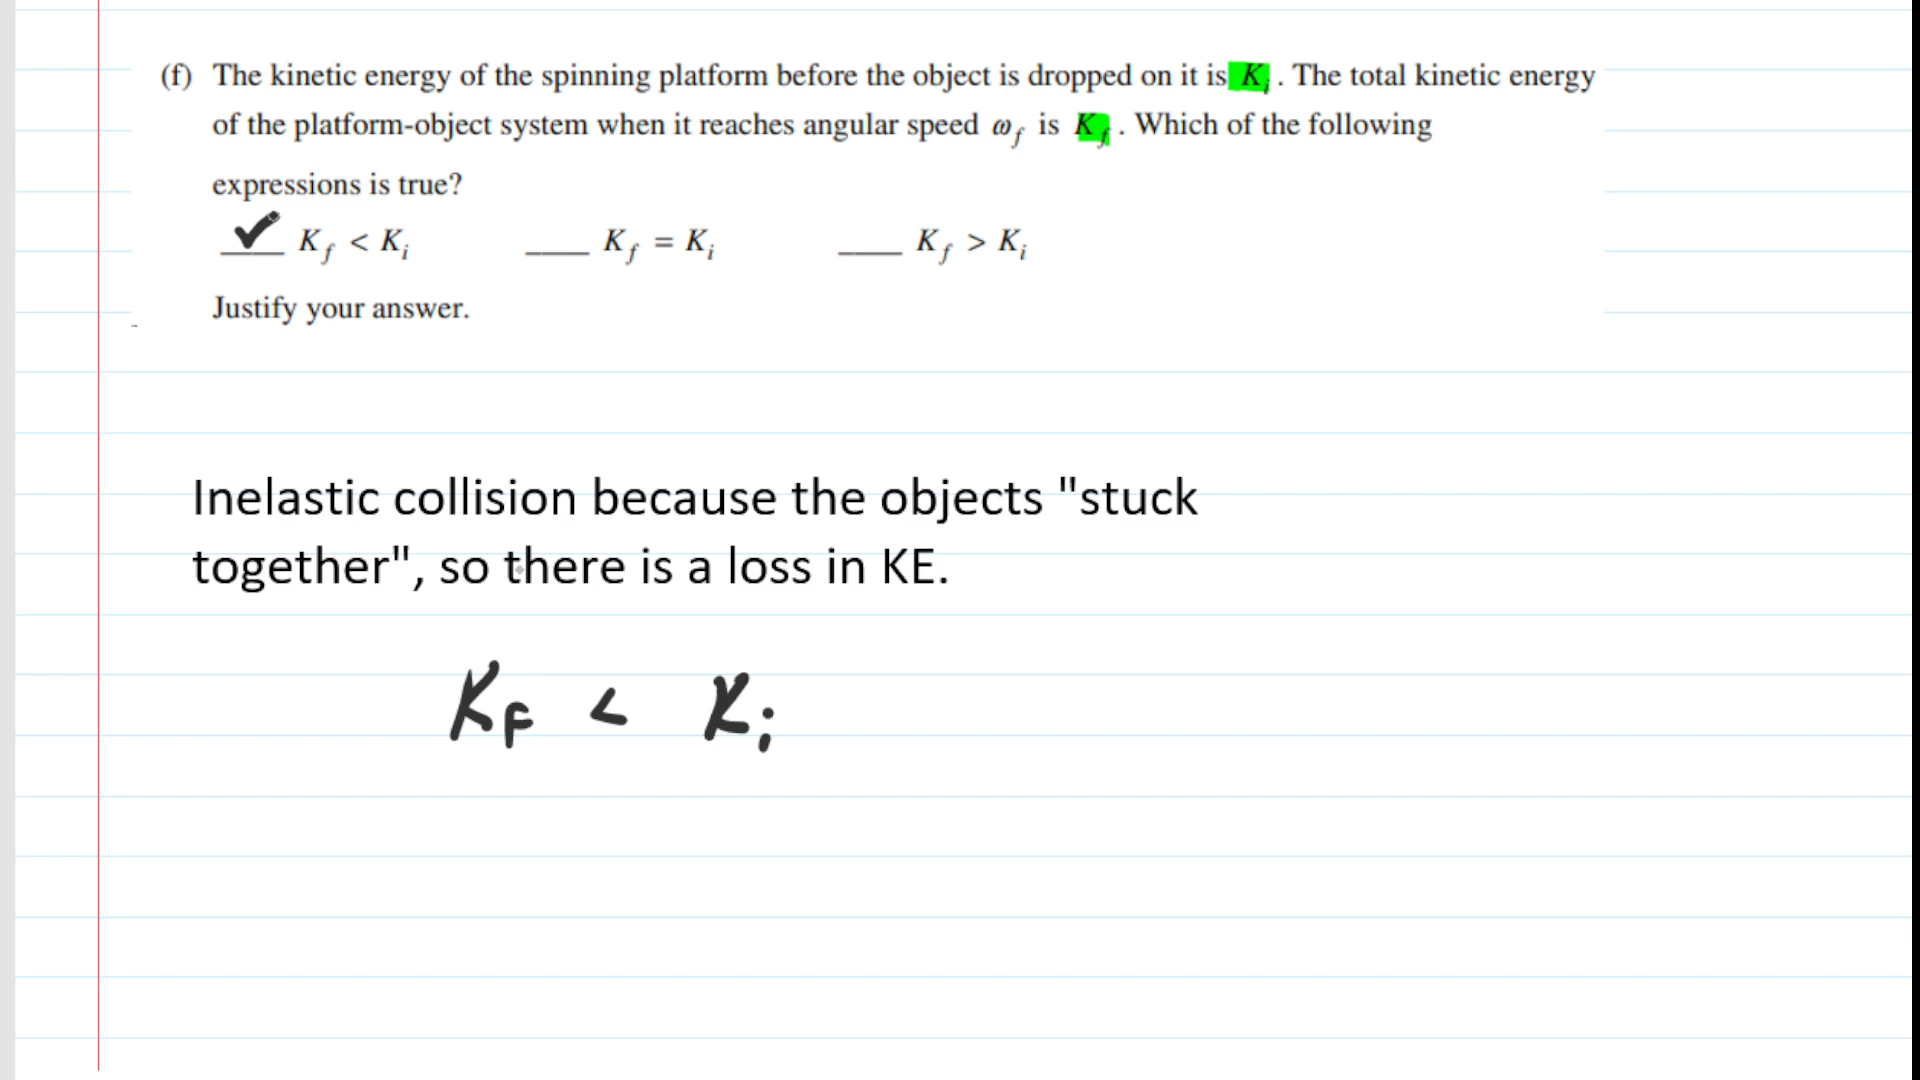 (f) The kinetic energy of the spinning platform before the object is dropped on it is K_i . The total kinetic energy
of the platform-object system when it reaches angular speed ω_f is K_f . Which of the following
expressions is true?
✓ K_f < K_i ____ K_f = K_i ____ K_f > K_i
Justify your answer.
Inelastic collision because the objects "stuck
together", so there is a loss in KE.
K_F < K_i